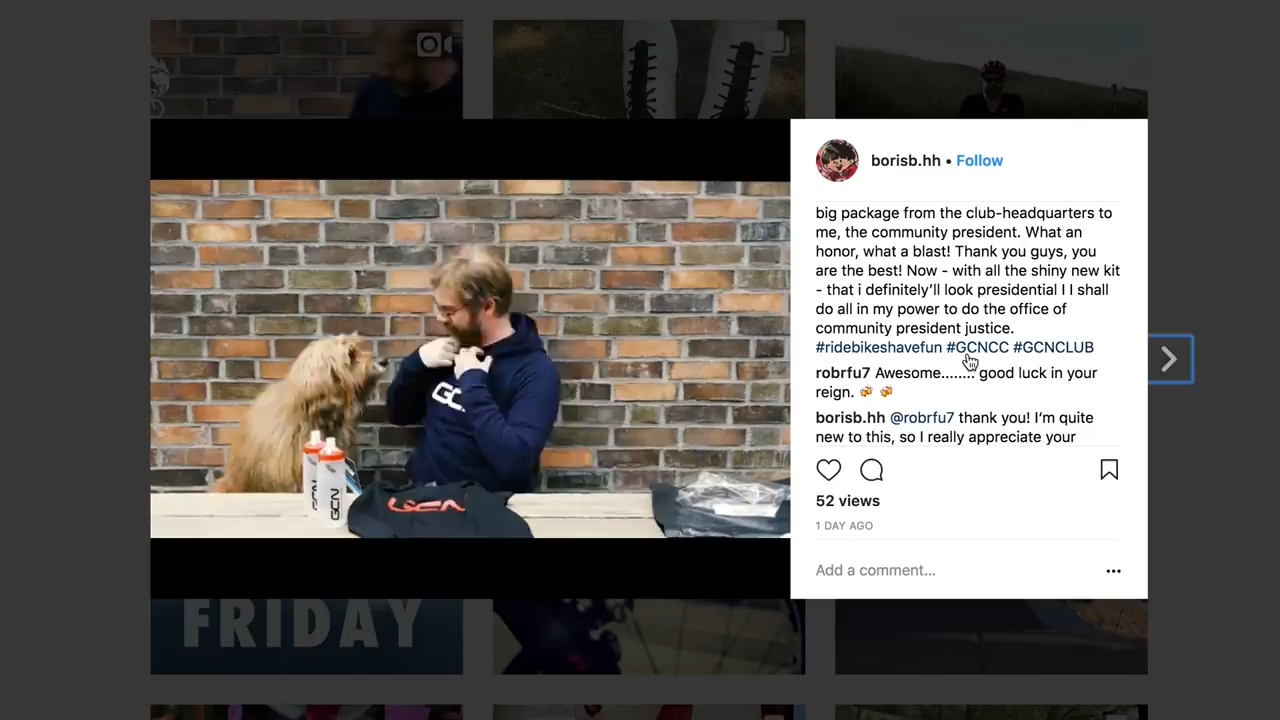 borisb.hh • Follow
big package from the club-headquarters to
me, the community president. What an
honor, what a blast! Thank you guys, you
are the best! Now - with all the shiny new kit
- that i definitely’ll look presidential I I shall
do all in my power to do the office of
community president justice.
#ridebikeshavefun #GCNCC #GCNCLUB
robrfu7 Awesome........ good luck in your
reign.
borisb.hh @robrfu7 thank you! I‘m quite
new to this, so I really appreciate your
52 views
1 DAY AGO
Add a comment...
GCN
GCN
FRIDAY